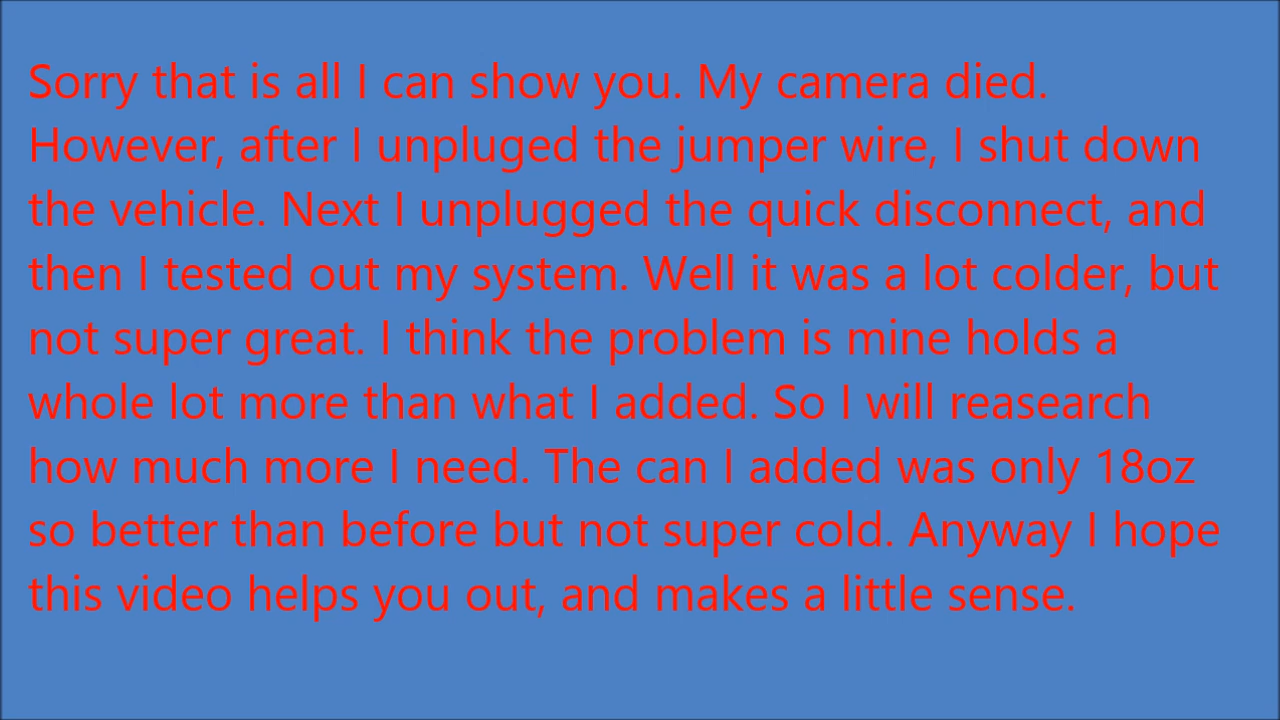 Sorry that is all I can show you. My camera died.
However, after I unpluged the jumper wire, I shut down
the vehicle. Next I unplugged the quick disconnect, and
then I tested out my system. Well it was a lot colder, but
not super great. I think the problem is mine holds a
whole lot more than what I added. So I will reasearch
how much more I need. The can I added was only 18oz
so better than before but not super cold. Anyway I hope
this video helps you out, and makes a little sense.